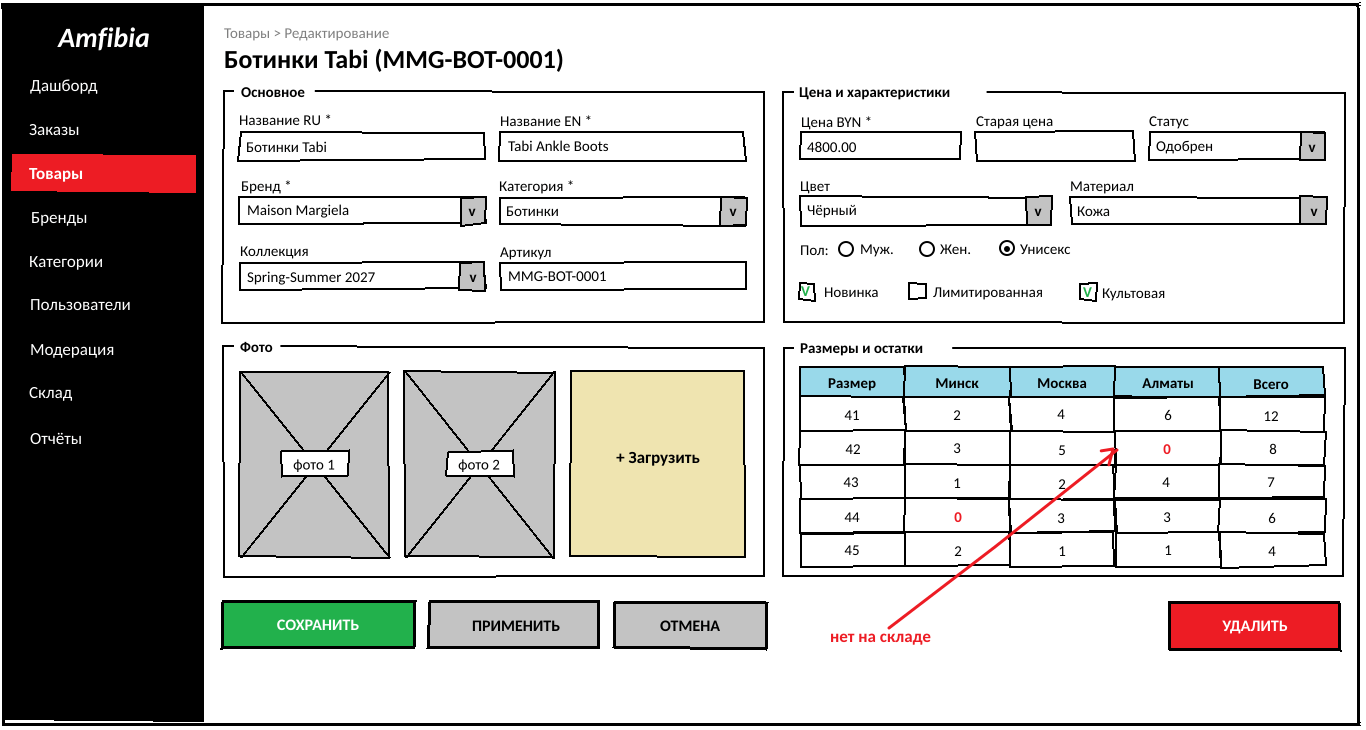 Amfibia
Дашборд
Заказы
Товары
Бренды
Категории
Пользователи
Модерация
Склад
Отчёты
Товары > Редактирование
Ботинки Tabi (MMG-BOT-0001)
Основное
Название RU *
Название EN *
Ботинки Tabi
Tabi Ankle Boots
Бренд *
Категория *
Maison Margiela v
Ботинки v
Коллекция
Артикул
Spring-Summer 2027 v
MMG-BOT-0001
Цена и характеристики
Цена BYN *
Старая цена
Статус
4800.00
Одобрен v
Цвет
Материал
Чёрный v
Кожа v
Пол: Муж. Жен. Унисекс
V Новинка Лимитированная V Культовая
Фото
фото 1
фото 2
+ Загрузить
Размеры и остатки
Размер Минск Москва Алматы Всего
41 2 4 6 12
42 3 5 0 8
43 1 2 4 7
44 0 3 3 6
45 2 1 1 4
нет на складе
СОХРАНИТЬ
ПРИМЕНИТЬ
ОТМЕНА
УДАЛИТЬ